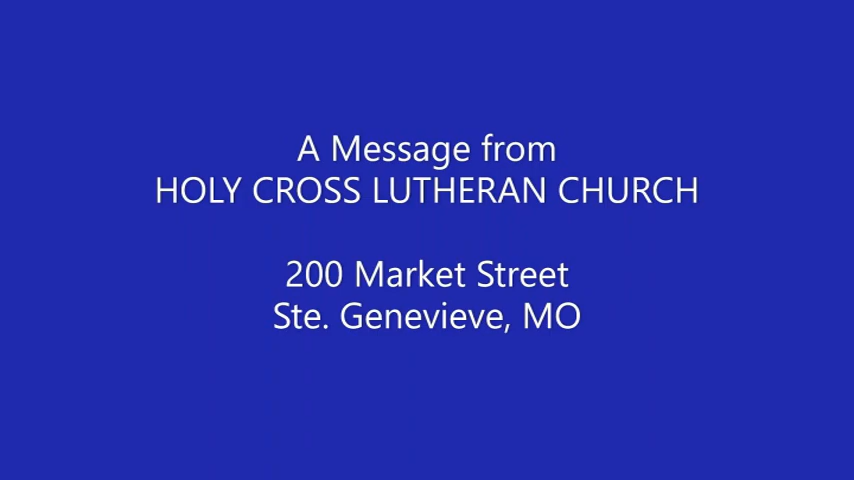 A Message from
HOLY CROSS LUTHERAN CHURCH
200 Market Street
Ste. Genevieve, MO